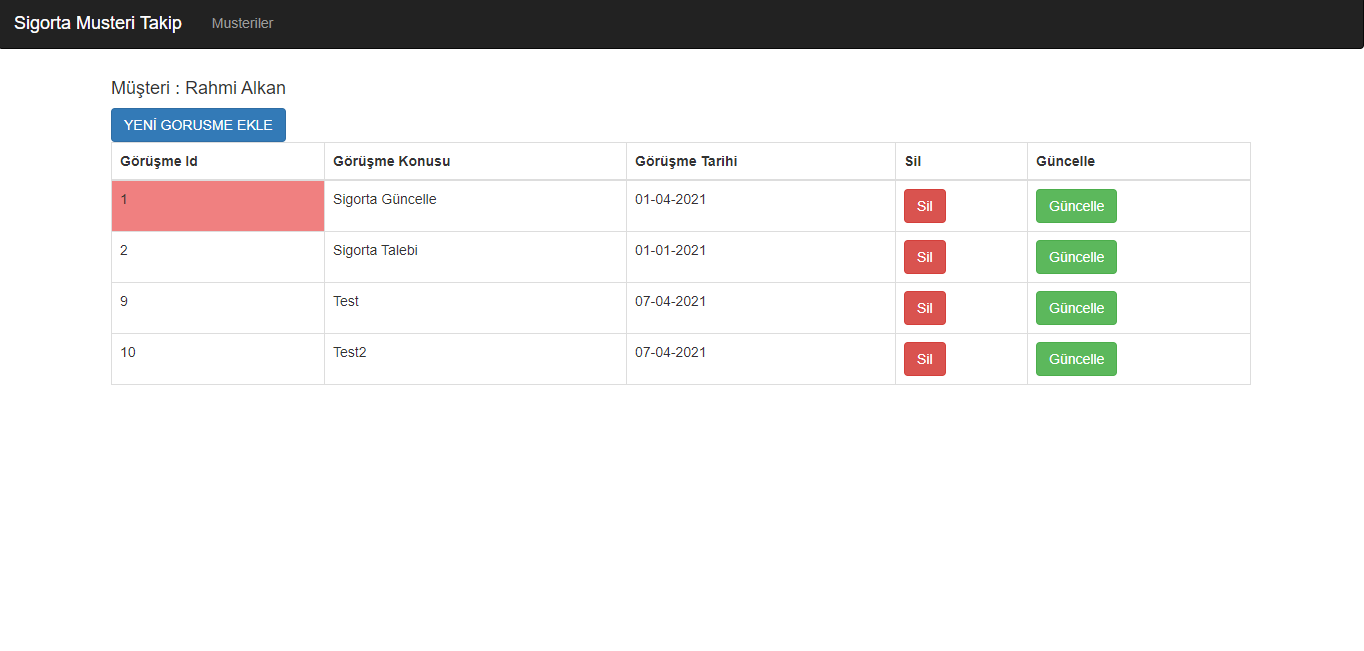 Sigorta Musteri Takip Musteriler
Müşteri : Rahmi Alkan
YENİ GORUSME EKLE
Görüşme Id Görüşme Konusu Görüşme Tarihi Sil Güncelle
1 Sigorta Güncelle 01-04-2021 Sil Güncelle
2 Sigorta Talebi 01-01-2021 Sil Güncelle
9 Test 07-04-2021 Sil Güncelle
10 Test2 07-04-2021 Sil Güncelle